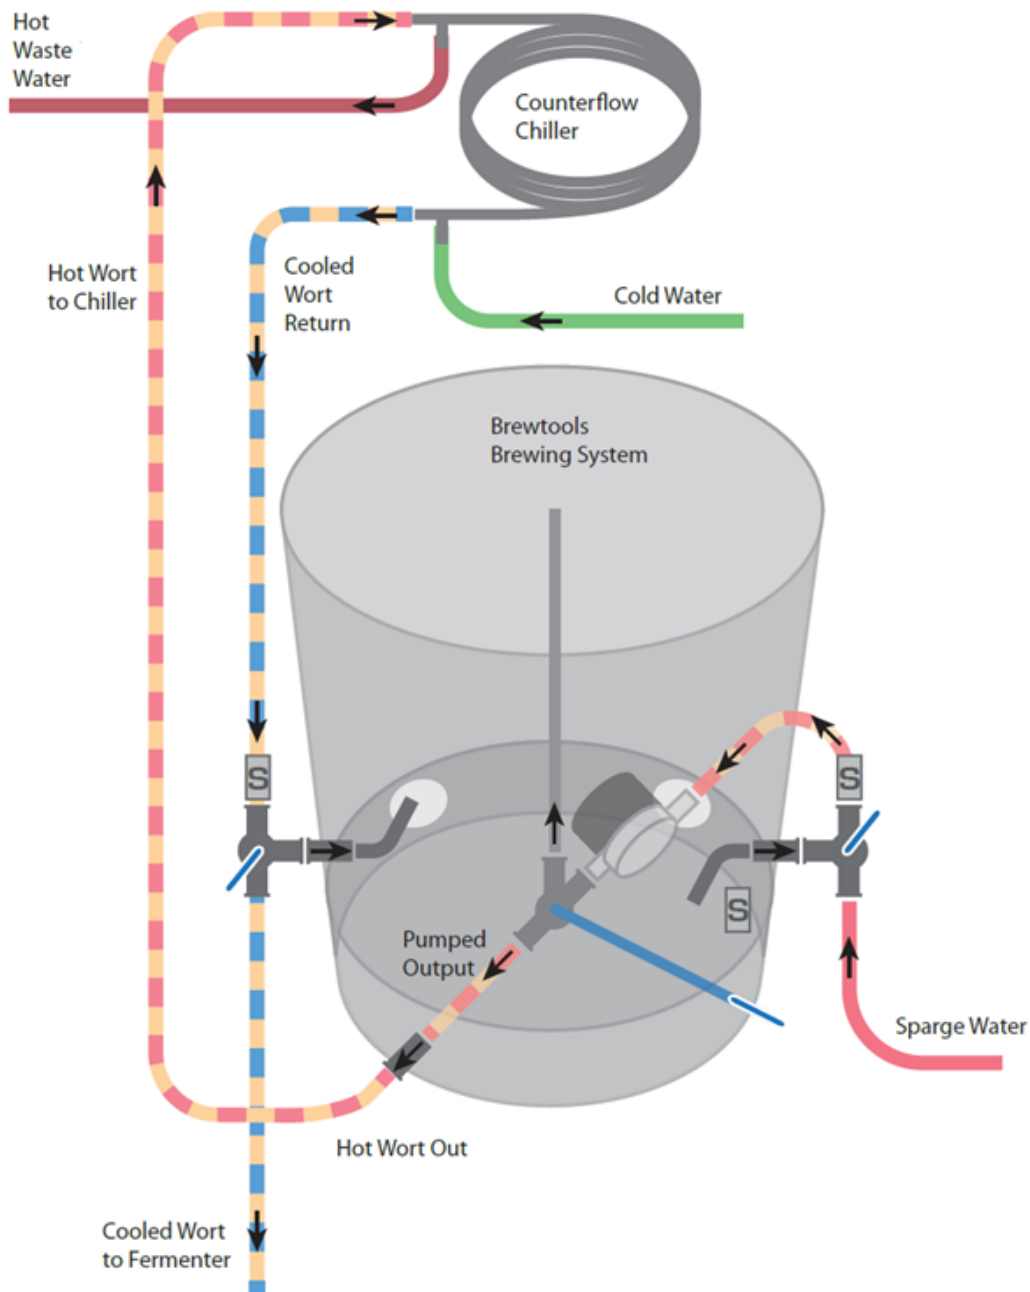 Hot
Waste
Water
Counterflow
Chiller
Hot Wort
to Chiller
Cooled
Wort
Return
Cold Water
Brewtools
Brewing System
S
S
S
Pumped
Output
Sparge Water
Hot Wort Out
Cooled Wort
to Fermenter